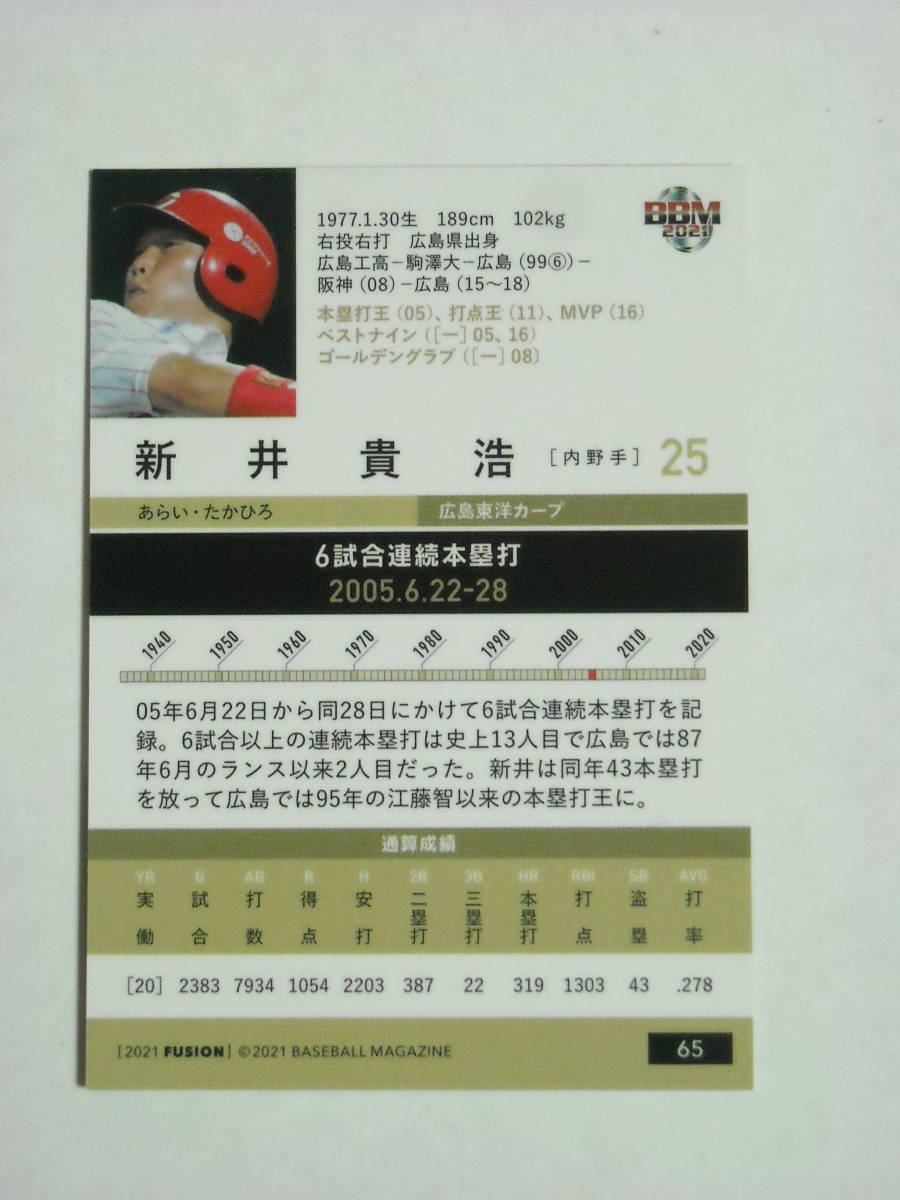 BBM
2021
1977.1.30生 189cm 102kg
右投右打 広島県出身
広島工高−駒澤大−広島（99⑥）−
阪神（08）−広島（15〜18）
本塁打王（05）、打点王（11）、MVP（16）
ベストナイン（［一］05、16）
ゴールデングラブ（［一］08）
新井貴浩 ［内野手］ 25
あらい・たかひろ 広島東洋カープ
6試合連続本塁打
2005.6.22-28
1940 1950 1960 1970 1980 1990 2000 2010 2020
05年6月22日から同28日にかけて6試合連続本塁打を記
録。6試合以上の連続本塁打は史上13人目で広島では87
年6月のランス以来2人目だった。新井は同年43本塁打
を放って広島では95年の江藤智以来の本塁打王に。
通算成績
YR G AB R H 2B 3B HR RBI SB AVG
実働 試合 打数 得点 安打 二塁打 三塁打 本塁打 打点 盗塁 打率
［20］ 2383 7934 1054 2203 387 22 319 1303 43 .278
［2021 FUSION］©2021 BASEBALL MAGAZINE 65